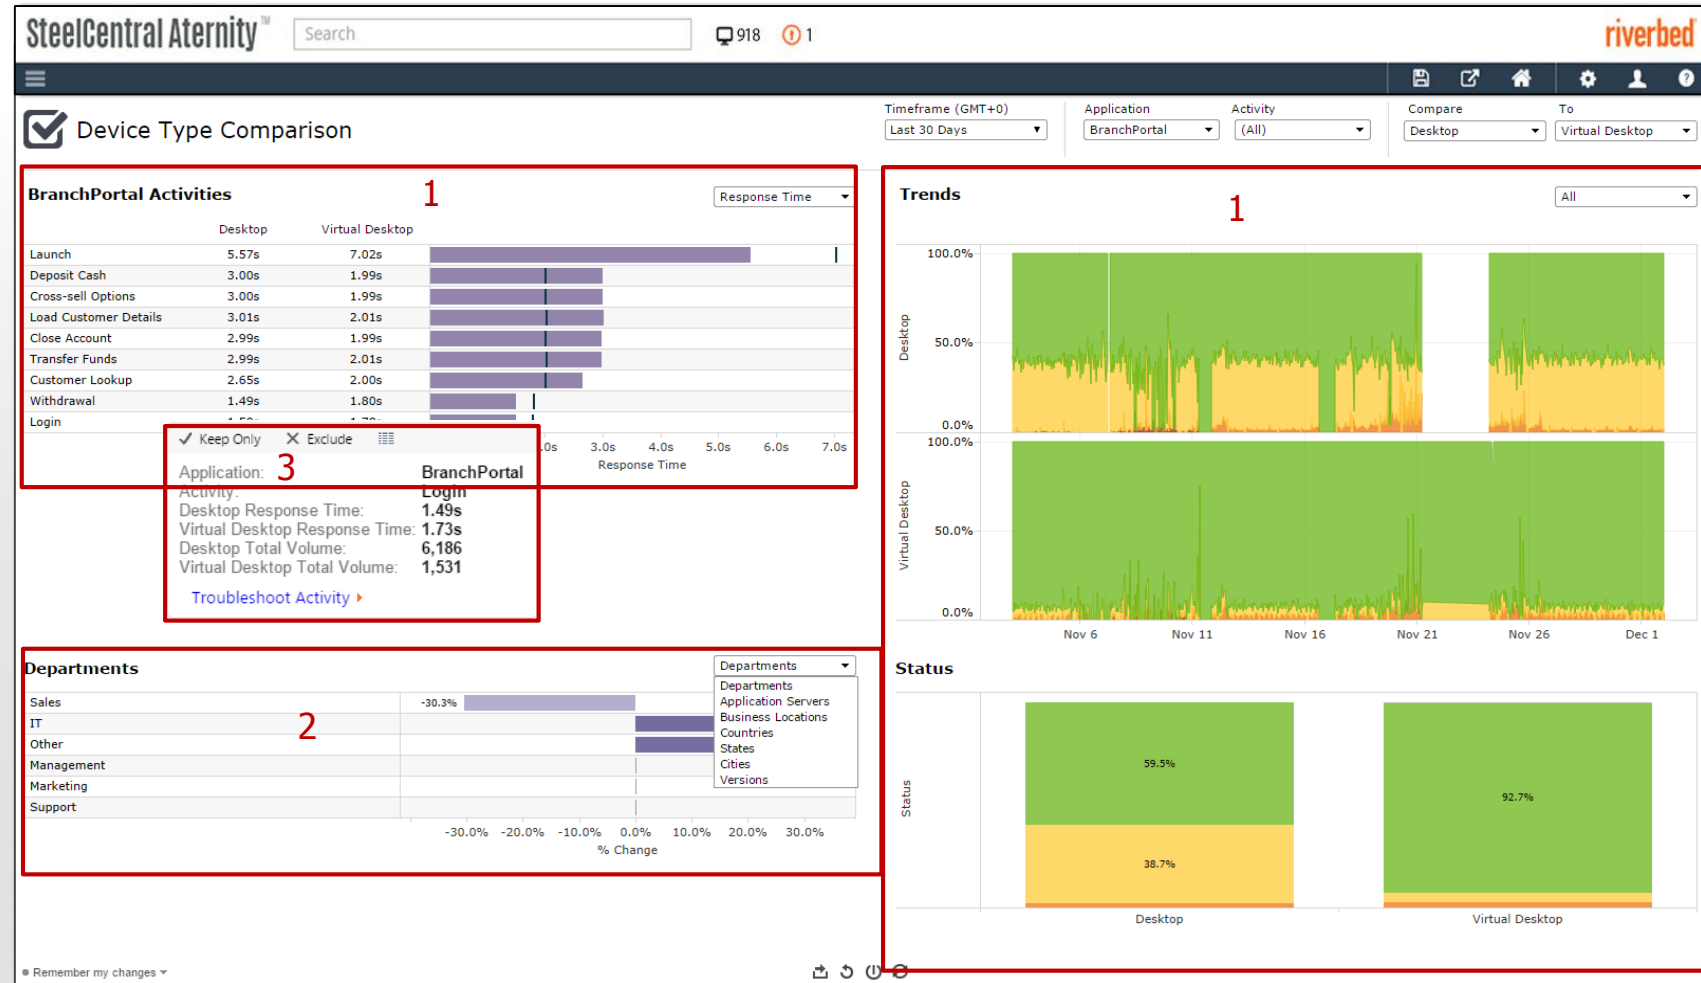 SteelCentral Aternity™ Search 918 1 riverbed
Timeframe (GMT+0) Application Activity Compare To
Device Type Comparison Last 30 Days BranchPortal (All) Desktop Virtual Desktop
BranchPortal Activities 1 Response Time
Desktop Virtual Desktop
Launch 5.57s 7.02s
Deposit Cash 3.00s 1.99s
Cross-sell Options 3.00s 1.99s
Load Customer Details 3.01s 2.01s
Close Account 2.99s 1.99s
Transfer Funds 2.99s 2.01s
Customer Lookup 2.65s 2.00s
Withdrawal 1.49s 1.80s
Login
3.0s 4.0s 5.0s 6.0s 7.0s
Response Time
Keep Only Exclude
3
Application: BranchPortal
Activity: Login
Desktop Response Time: 1.49s
Virtual Desktop Response Time: 1.73s
Desktop Total Volume: 6,186
Virtual Desktop Total Volume: 1,531
Troubleshoot Activity
Departments Departments
Departments
Application Servers
Business Locations
Countries
States
Cities
Versions
Sales -30.3%
IT
2
Other
Management
Marketing
Support
-30.0% -20.0% -10.0% 0.0% 10.0% 20.0% 30.0%
% Change
Trends 1 All
100.0%
Desktop
50.0%
0.0%
100.0%
Virtual Desktop
50.0%
0.0%
Nov 6 Nov 11 Nov 16 Nov 21 Nov 26 Dec 1
Status
Status
59.5%
38.7%
92.7%
Desktop Virtual Desktop
Remember my changes